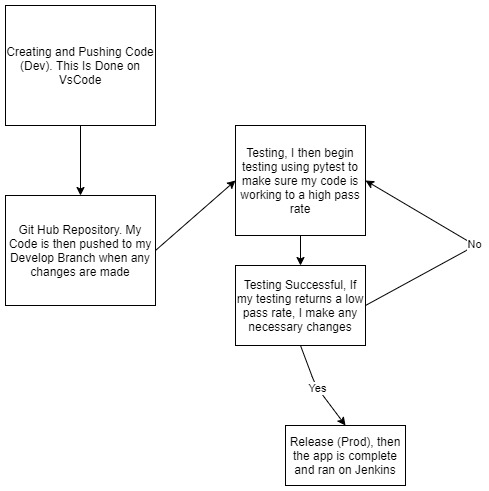 Creating and Pushing Code
(Dev). This Is Done on
VsCode
Git Hub Repository. My
Code is then pushed to my
Develop Branch when any
changes are made
Testing, I then begin
testing using pytest to
make sure my code is
working to a high pass
rate
No
Testing Successful, If
my testing returns a low
pass rate, I make any
necessary changes
Yes
Release (Prod), then
the app is complete
and ran on Jenkins